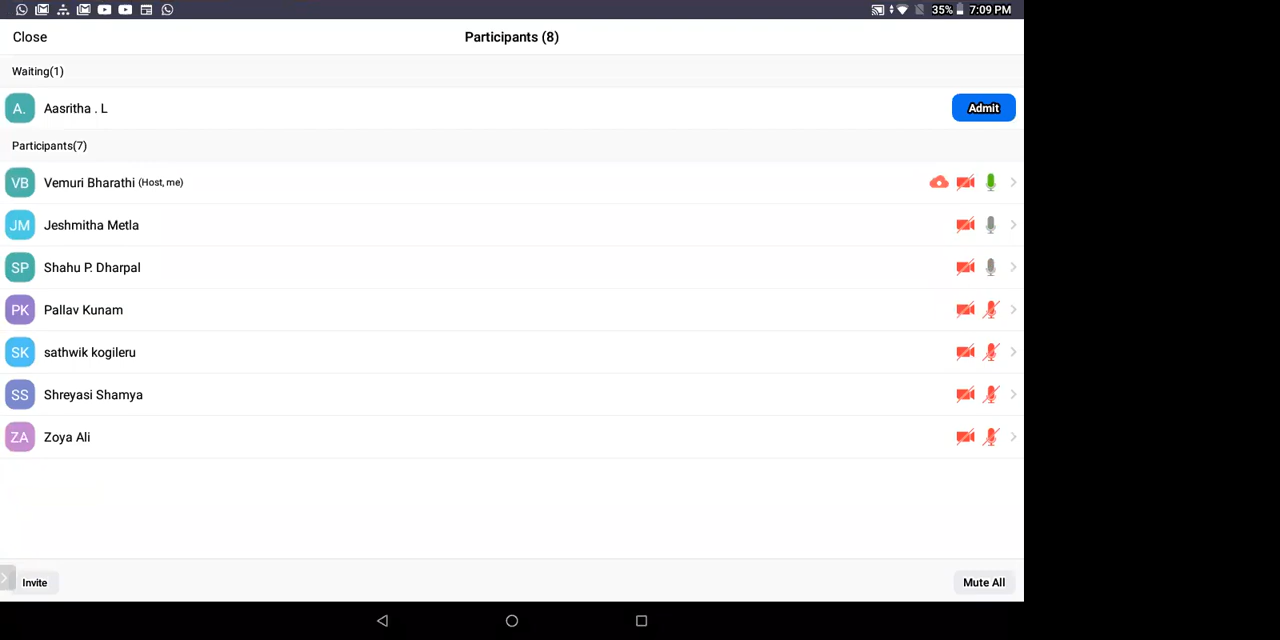 35% 7:09 PM
Close Participants (8)
Waiting(1)
A. Aasritha . L Admit
Participants(7)
VB Vemuri Bharathi (Host, me)
JM Jeshmitha Metla
SP Shahu P. Dharpal
PK Pallav Kunam
SK sathwik kogileru
SS Shreyasi Shamya
ZA Zoya Ali
Invite Mute All